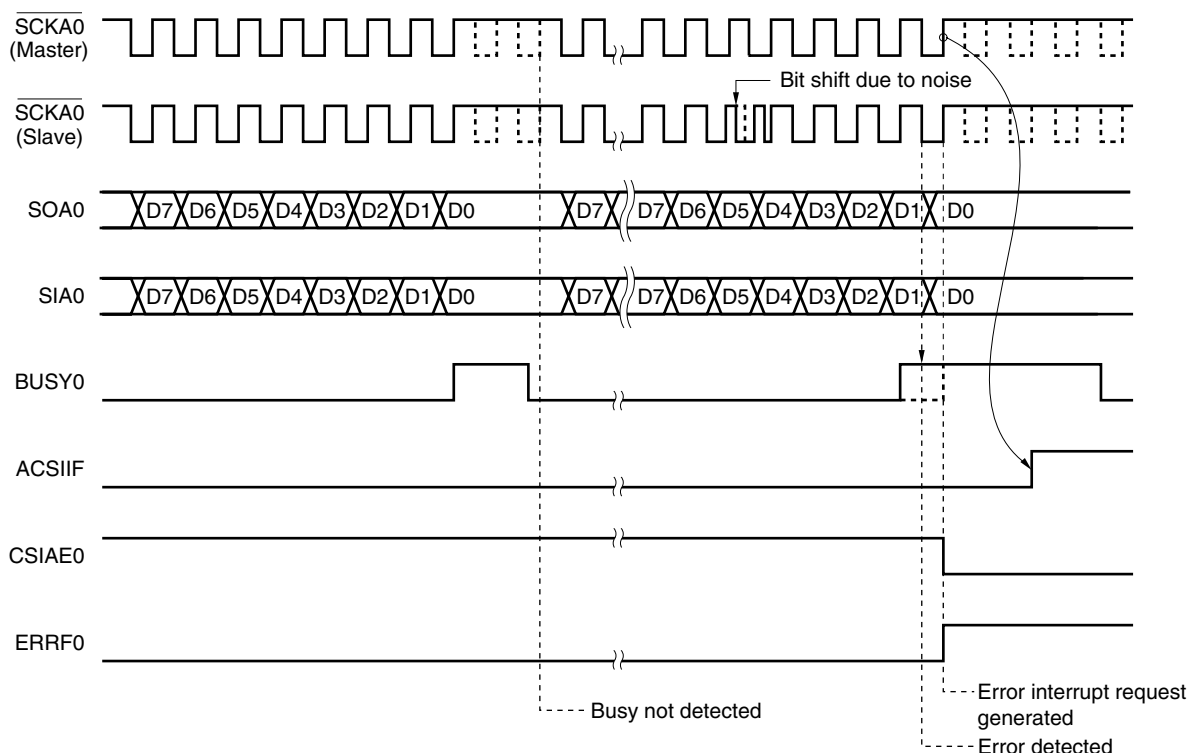 SCKA0
(Master)
Bit shift due to noise
SCKA0
(Slave)
SOA0
D7 D6 D5 D4 D3 D2 D1 D0 D7 D7 D6 D5 D4 D3 D2 D1 D0
SIA0
D7 D6 D5 D4 D3 D2 D1 D0 D7 D7 D6 D5 D4 D3 D2 D1 D0
BUSY0
ACSIIF
CSIAE0
ERRF0
Busy not detected
Error interrupt request
generated
Error detected